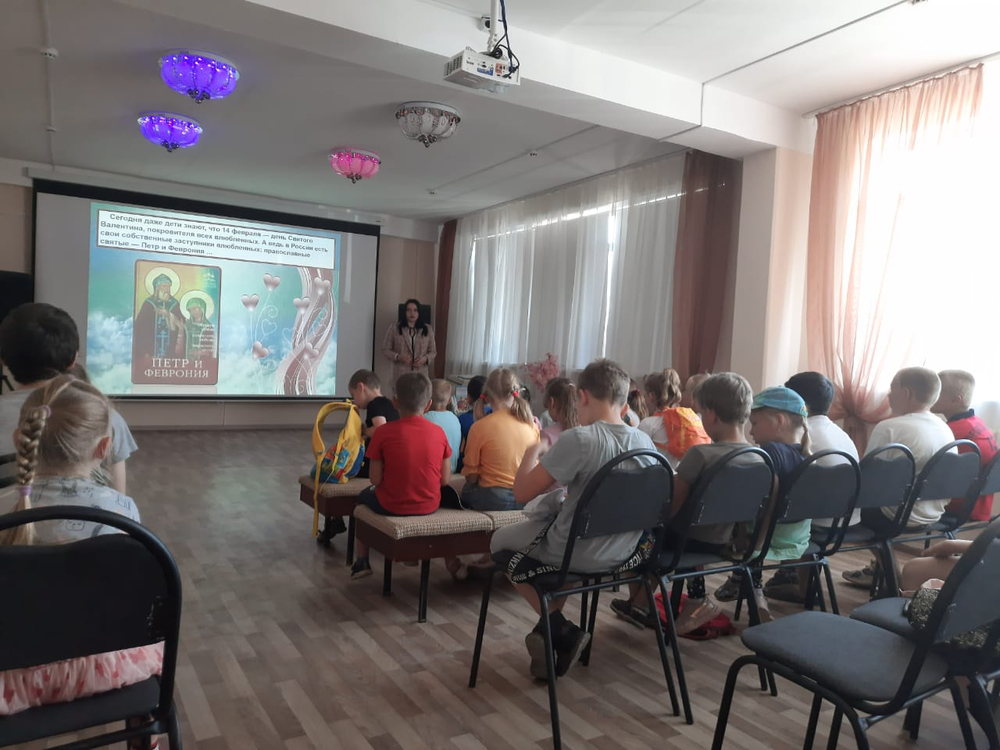 Сегодня даже дети знают, что 14 февраля — день Святого
Валентина, покровителя всех влюбленных. А ведь в России есть
свои собственные заступники влюбленных: православные
святые — Петр и Феврония ...
ПЕТР И
ФЕВРОНИЯ